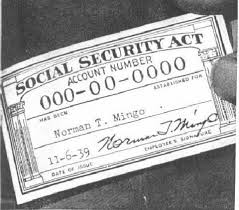 SOCIAL SECURITY ACT
ACCOUNT NUMBER
000-00-0000
HAS BEEN ESTABLISHED FOR
Norman T. Mingo
11-6-39 Norman T. Mingo
DATE OF ISSUE EMPLOYEE'S SIGNATURE